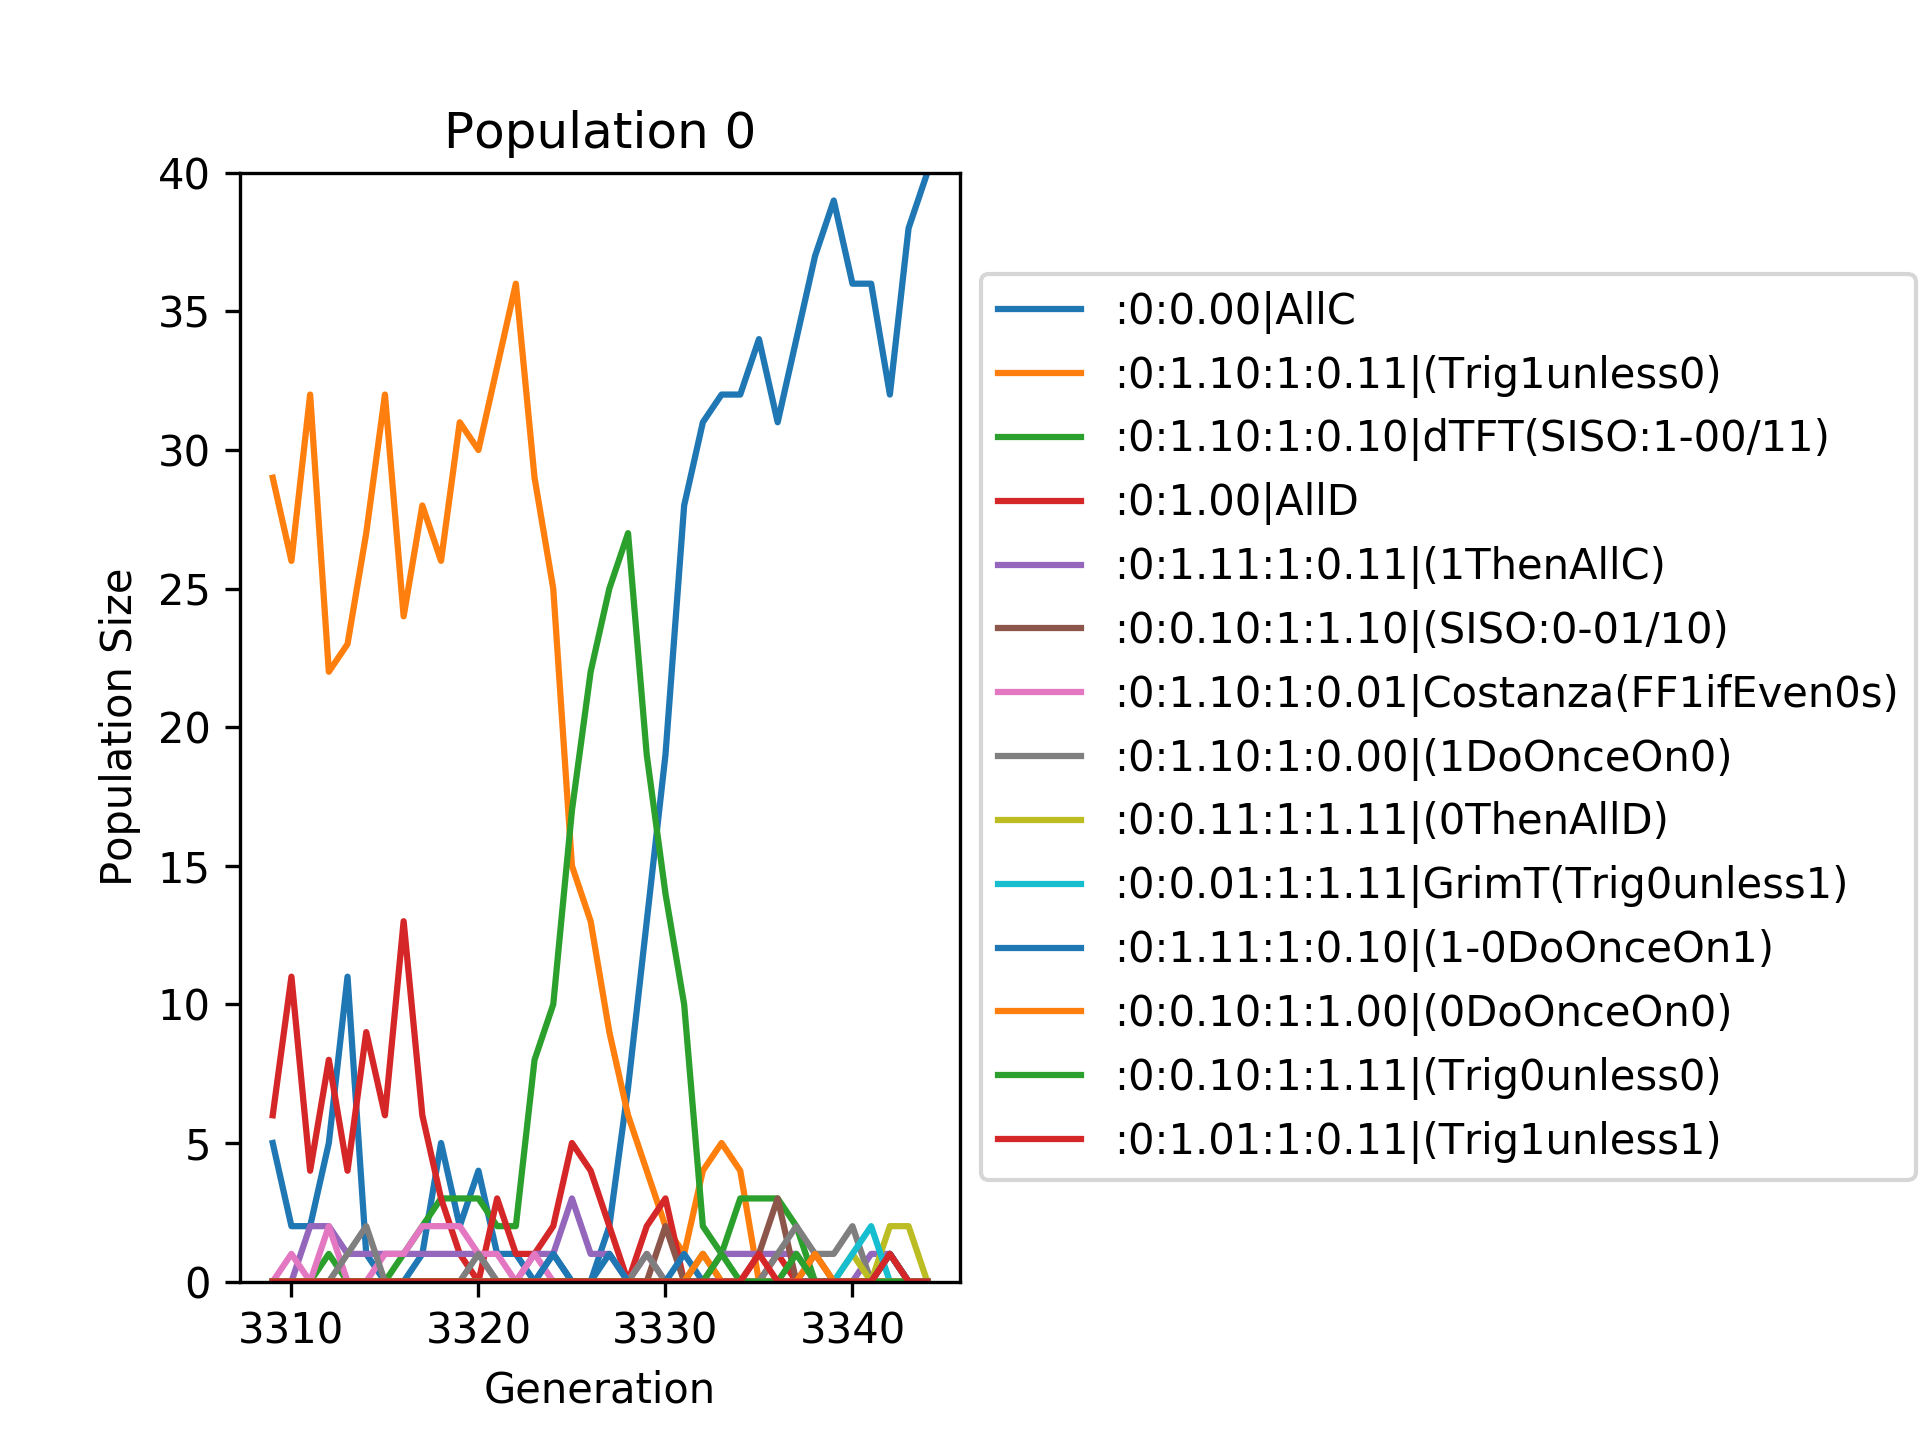 Population 0
40
35
30
25
20
15
10
5
0
Population Size
3310 3320 3330 3340
Generation
:0:0.00|AllC
:0:1.10:1:0.11|(Trig1unless0)
:0:1.10:1:0.10|dTFT(SISO:1-00/11)
:0:1.00|AllD
:0:1.11:1:0.11|(1ThenAllC)
:0:0.10:1:1.10|(SISO:0-01/10)
:0:1.10:1:0.01|Costanza(FF1ifEven0s)
:0:1.10:1:0.00|(1DoOnceOn0)
:0:0.11:1:1.11|(0ThenAllD)
:0:0.01:1:1.11|GrimT(Trig0unless1)
:0:1.11:1:0.10|(1-0DoOnceOn1)
:0:0.10:1:1.00|(0DoOnceOn0)
:0:0.10:1:1.11|(Trig0unless0)
:0:1.01:1:0.11|(Trig1unless1)